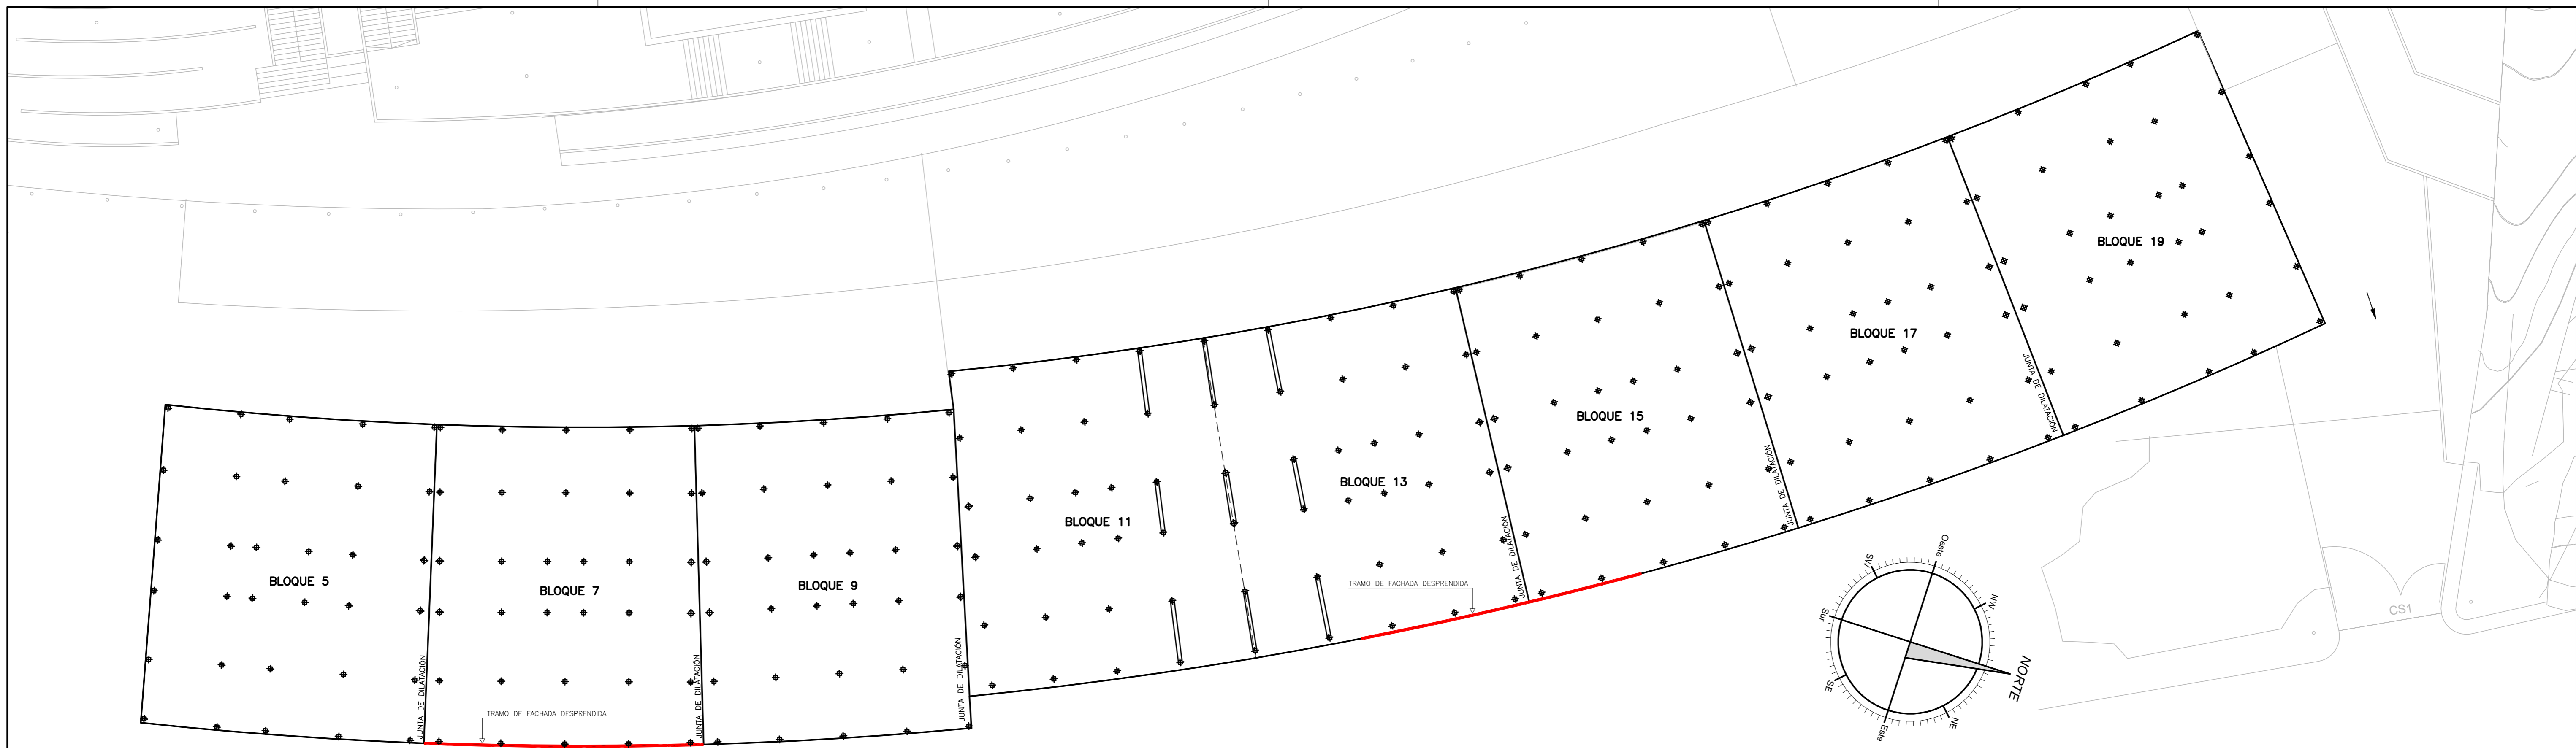 BLOQUE 5
BLOQUE 7
BLOQUE 9
BLOQUE 11
BLOQUE 13
BLOQUE 15
BLOQUE 17
BLOQUE 19
JUNTA DE DILATACIÓN
JUNTA DE DILATACIÓN
JUNTA DE DILATACIÓN
JUNTA DE DILATACIÓN
JUNTA DE DILATACIÓN
JUNTA DE DILATACIÓN
TRAMO DE FACHADA DESPRENDIDA
TRAMO DE FACHADA DESPRENDIDA
Oeste
NW
NORTE
NE
Este
SE
Sur
SW
CS1